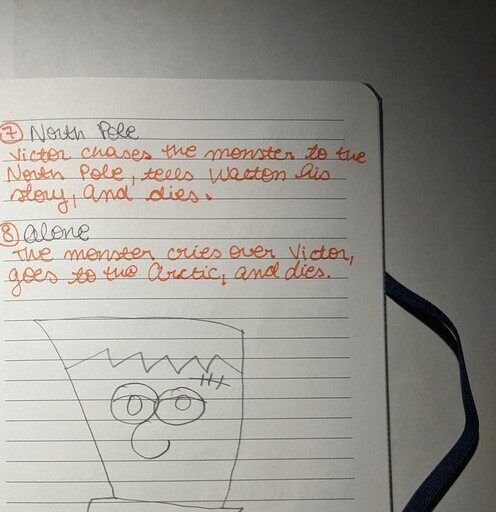 7 North Pole
Victor chases the monster to the
North Pole, tells Walton his
story, and dies.
8 Alone
The monster cries over Victor,
goes to the Arctic, and dies.